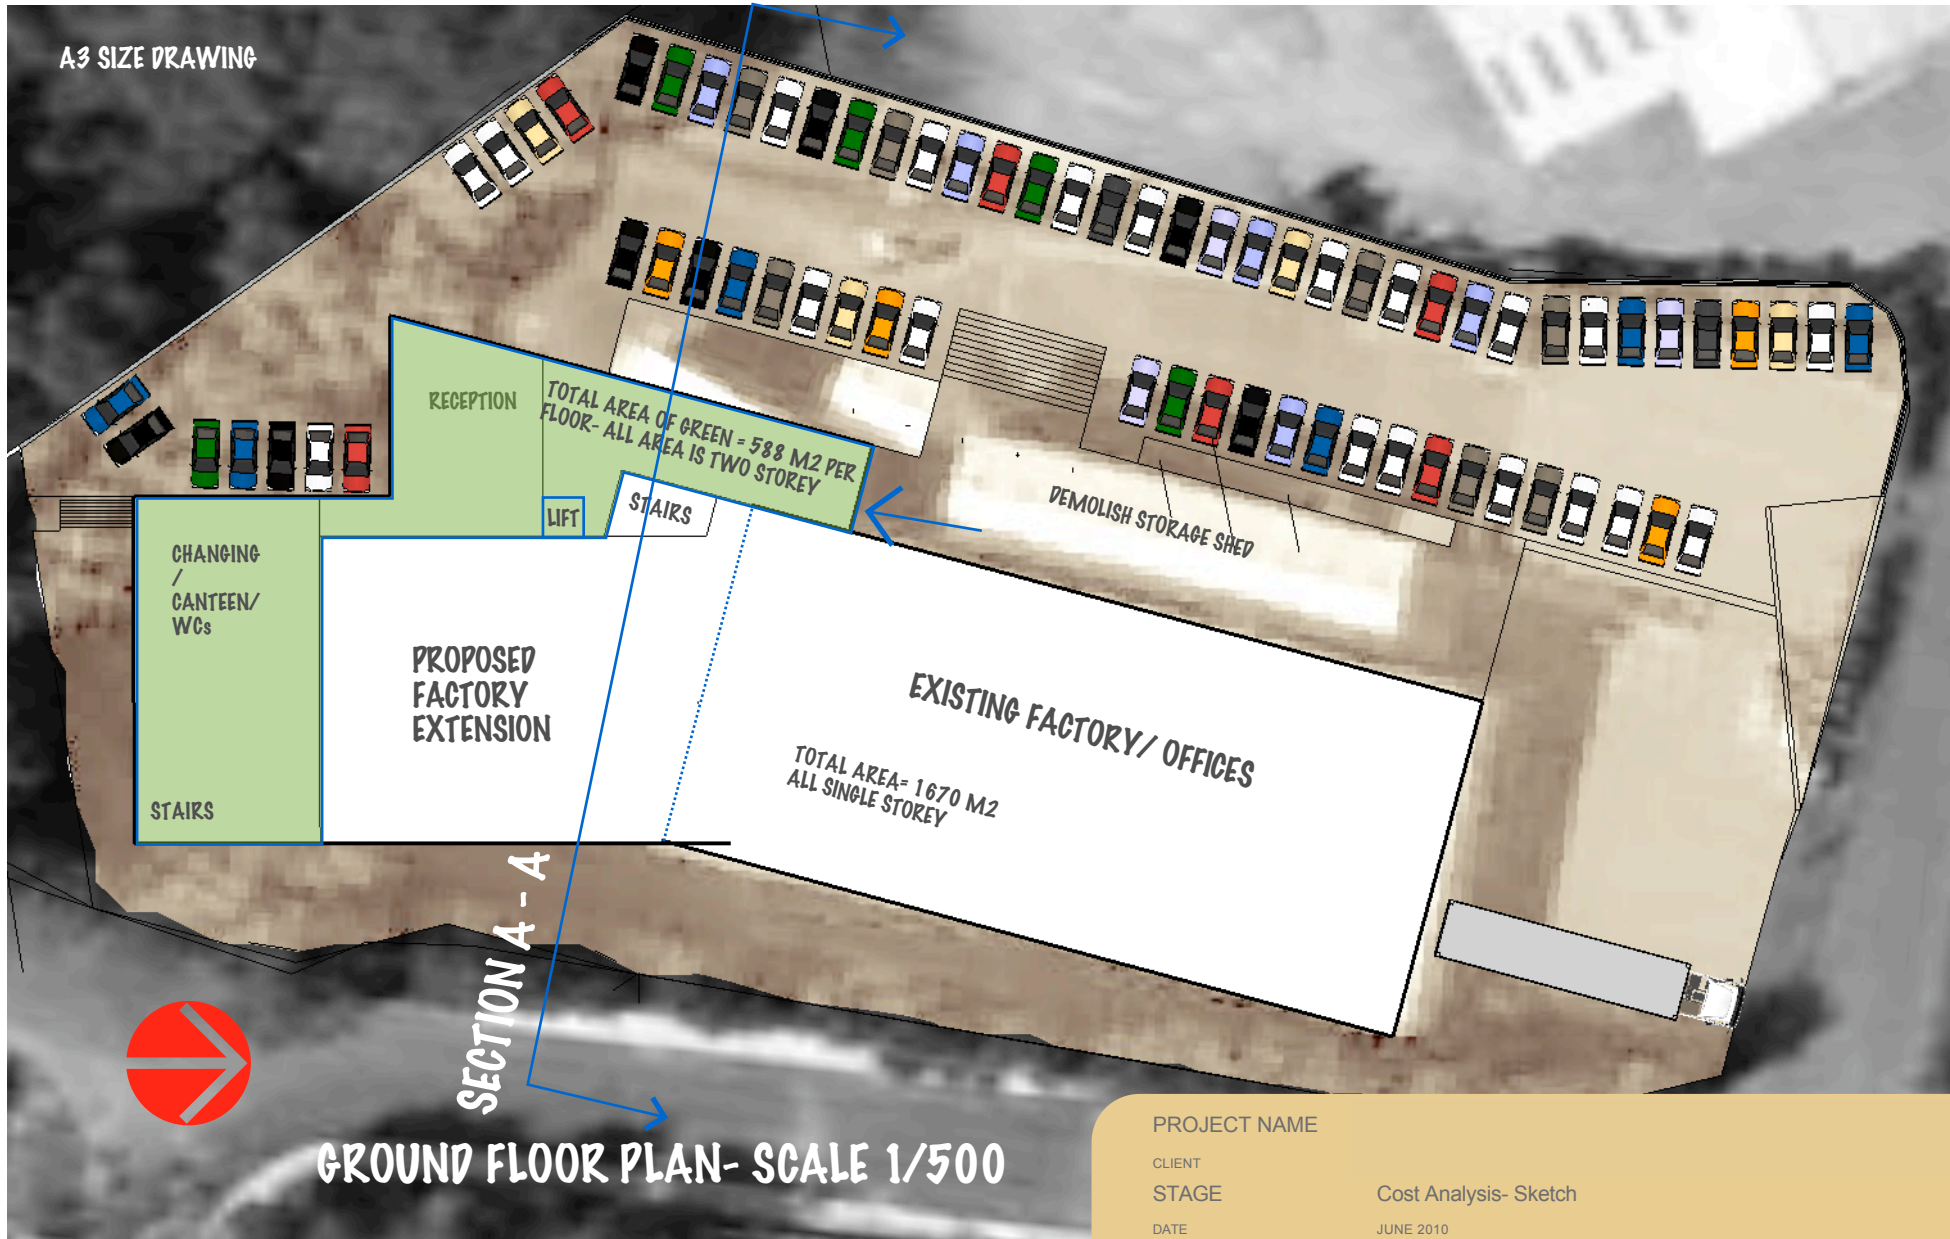 A3 SIZE DRAWING
RECEPTION
TOTAL AREA OF GREEN = 588 M2 PER
FLOOR- ALL AREA IS TWO STOREY
LIFT
STAIRS
DEMOLISH STORAGE SHED
CHANGING
/
CANTEEN/
WCs
STAIRS
PROPOSED
FACTORY
EXTENSION
EXISTING FACTORY/ OFFICES
TOTAL AREA= 1670 M2
ALL SINGLE STOREY
SECTION A - A
GROUND FLOOR PLAN- SCALE 1/500
PROJECT NAME
CLIENT
STAGE Cost Analysis- Sketch
DATE JUNE 2010